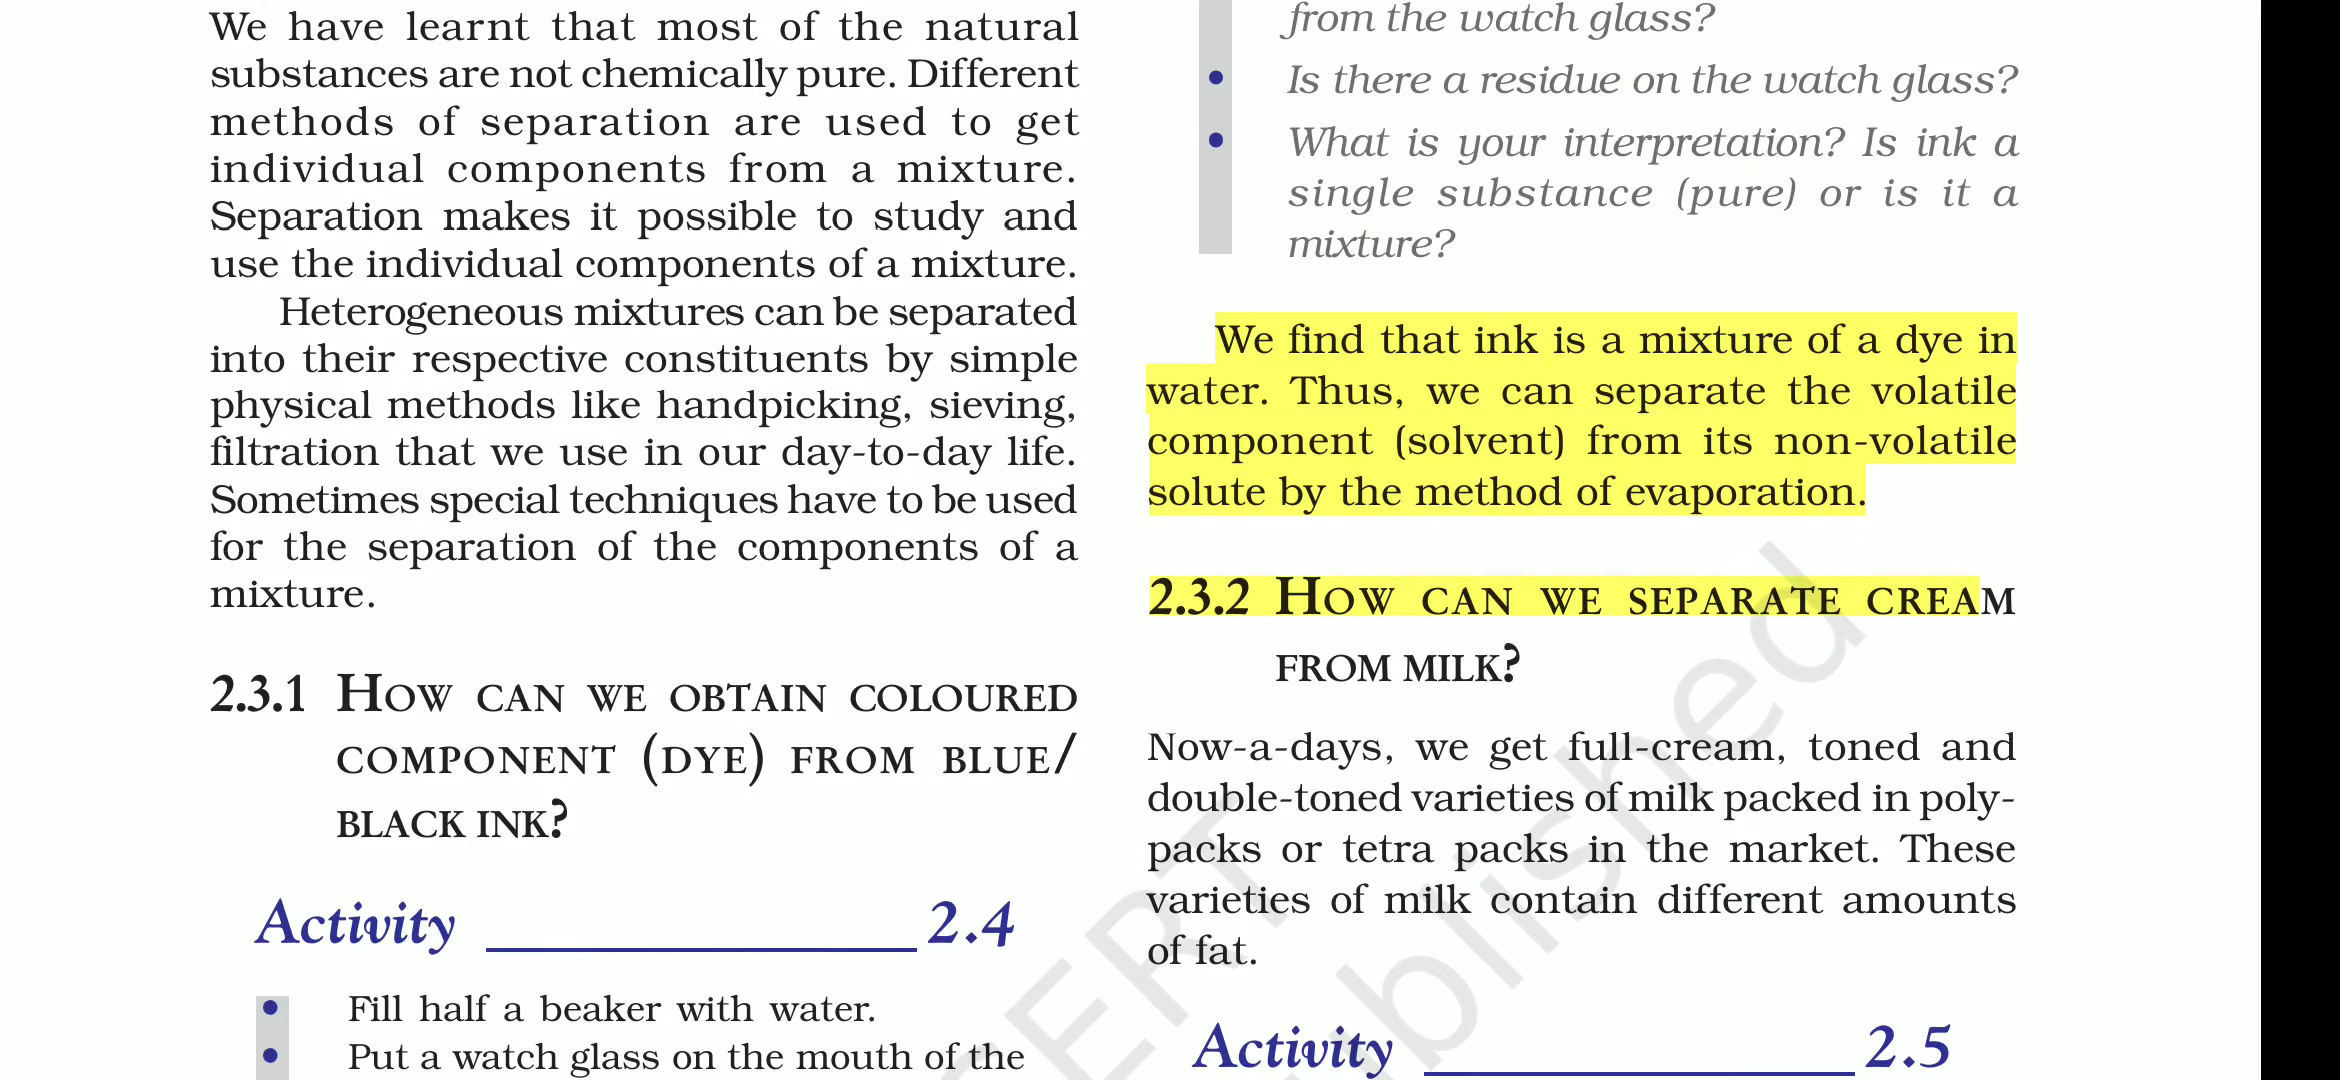 We have learnt that most of the natural
substances are not chemically pure. Different
methods of separation are used to get
individual components from a mixture.
Separation makes it possible to study and
use the individual components of a mixture.
Heterogeneous mixtures can be separated
into their respective constituents by simple
physical methods like handpicking, sieving,
filtration that we use in our day-to-day life.
Sometimes special techniques have to be used
for the separation of the components of a
mixture.
2.3.1 HOW CAN WE OBTAIN COLOURED
COMPONENT (DYE) FROM BLUE/
BLACK INK?
Activity 2.4
• Fill half a beaker with water.
• Put a watch glass on the mouth of the
from the watch glass?
• Is there a residue on the watch glass?
• What is your interpretation? Is ink a
single substance (pure) or is it a
mixture?
We find that ink is a mixture of a dye in
water. Thus, we can separate the volatile
component (solvent) from its non-volatile
solute by the method of evaporation.
2.3.2 HOW CAN WE SEPARATE CREAM
FROM MILK?
Now-a-days, we get full-cream, toned and
double-toned varieties of milk packed in poly-
packs or tetra packs in the market. These
varieties of milk contain different amounts
of fat.
Activity 2.5